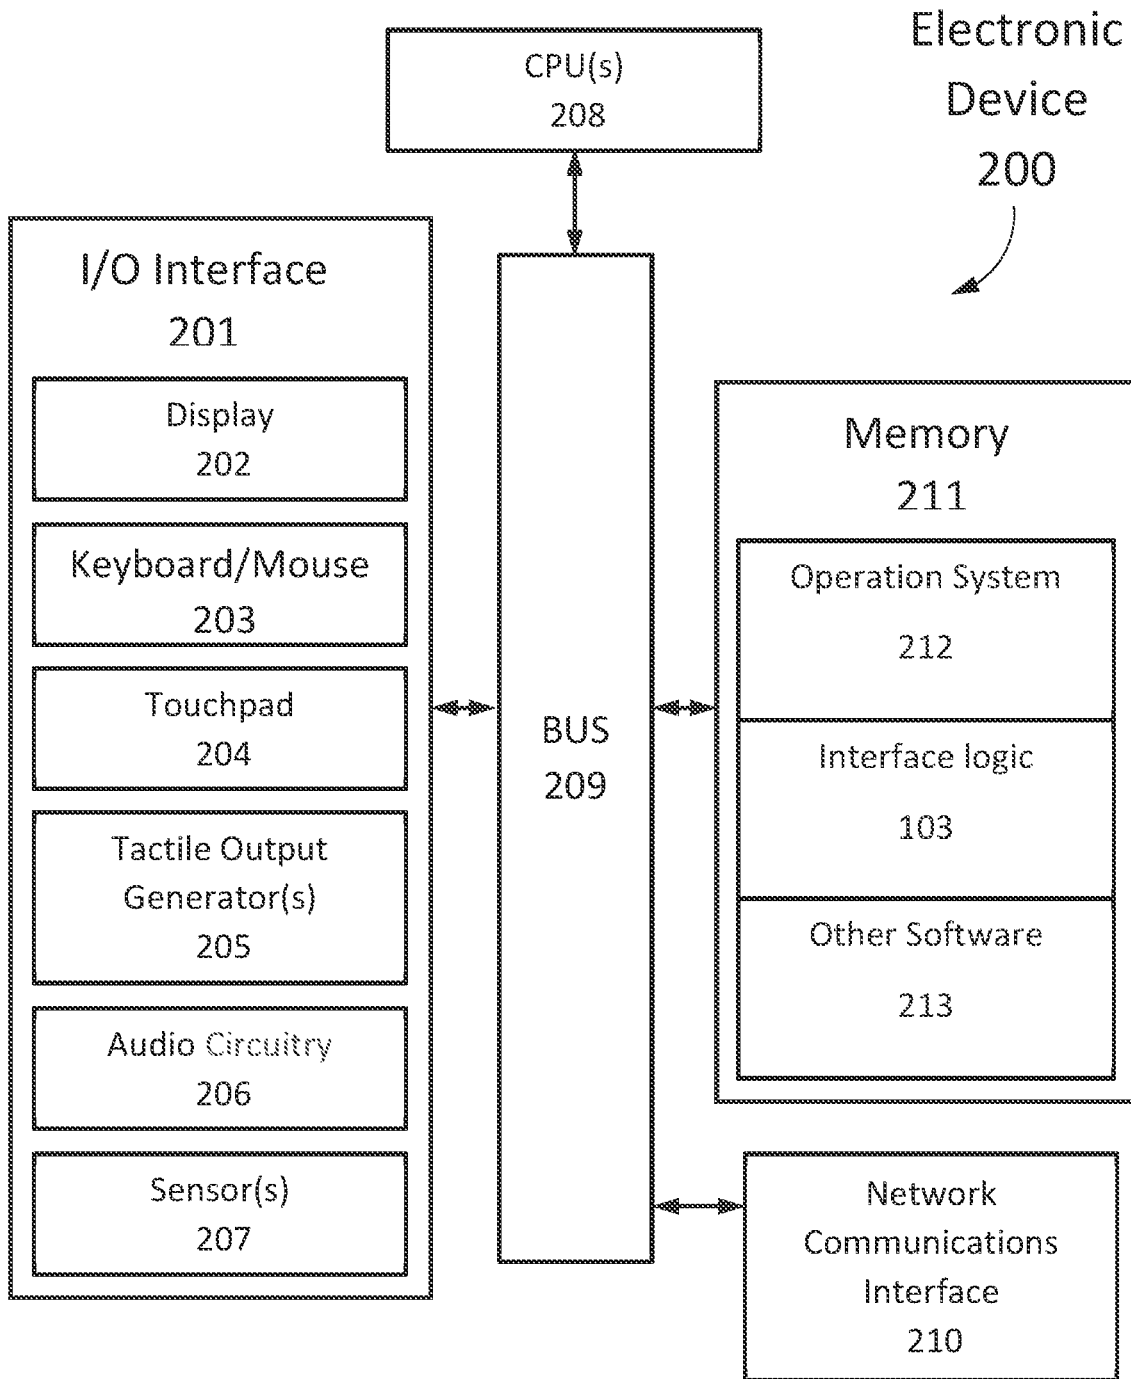 Electronic
Device
200
CPU(s)
208
I/O Interface
201
Display
202
Keyboard/Mouse
203
Touchpad
204
Tactile Output
Generator(s)
205
Audio Circuitry
206
Sensor(s)
207
BUS
209
Memory
211
Operation System
212
Interface logic
103
Other Software
213
Network
Communications
Interface
210